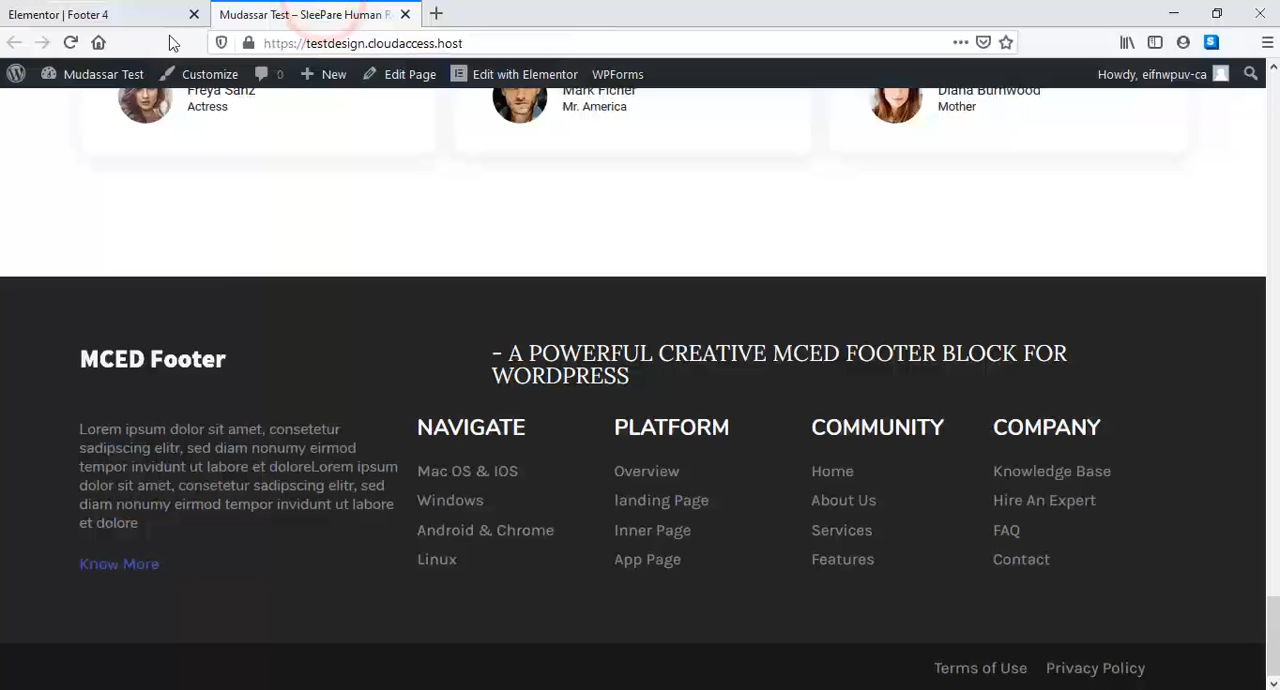 Elementor | Footer 4
Mudassar Test – SleePare Human R
https://testdesign.cloudaccess.host
Mudassar Test
Customize
0
New
Edit Page
Edit with Elementor
WPForms
Howdy, eifnwpuv-ca
Freya Sanz
Actress
Mark Ficher
Mr. America
Diana Burnwood
Mother
MCED Footer
- A POWERFUL CREATIVE MCED FOOTER BLOCK FOR
WORDPRESS
Lorem ipsum dolor sit amet, consetetur
sadipscing elitr, sed diam nonumy eirmod
tempor invidunt ut labore et doloreLorem ipsum
dolor sit amet, consetetur sadipscing elitr, sed
diam nonumy eirmod tempor invidunt ut labore
et dolore
Know More
NAVIGATE
Mac OS & IOS
Windows
Android & Chrome
Linux
PLATFORM
Overview
landing Page
Inner Page
App Page
COMMUNITY
Home
About Us
Services
Features
COMPANY
Knowledge Base
Hire An Expert
FAQ
Contact
Terms of Use
Privacy Policy